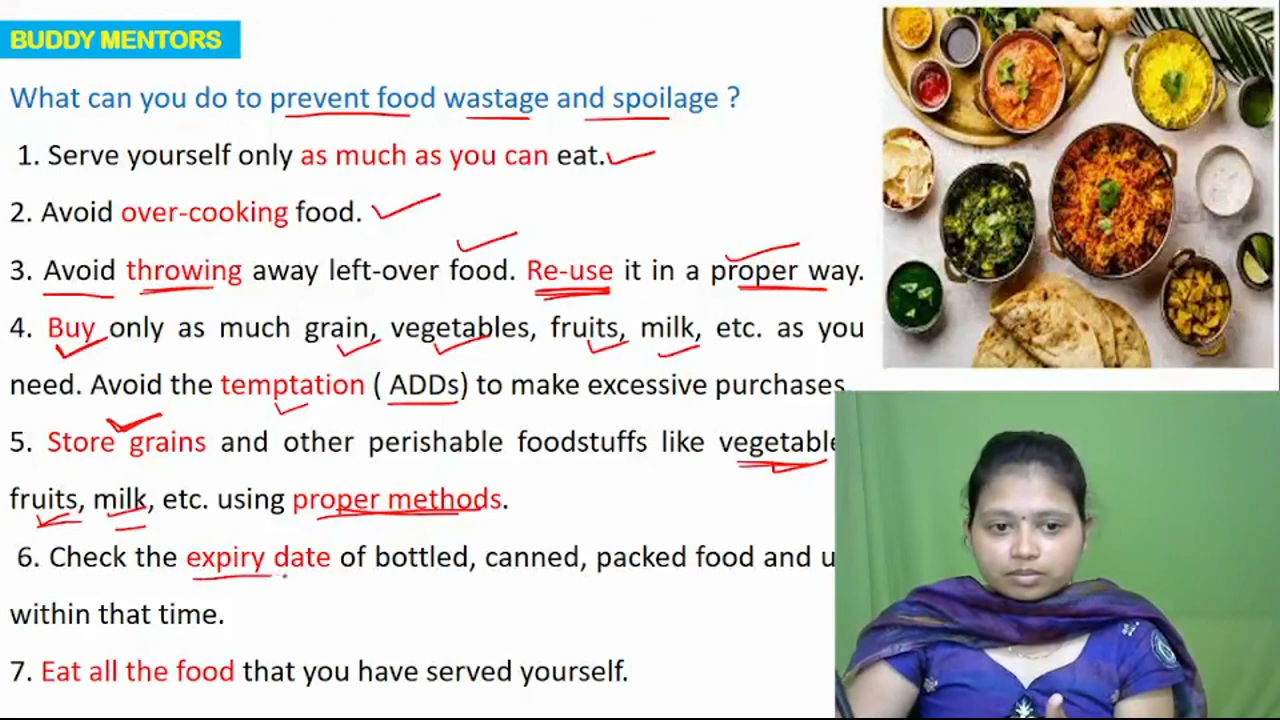 BUDDY MENTORS
What can you do to prevent food wastage and spoilage ?
1. Serve yourself only as much as you can eat.
2. Avoid over-cooking food.
3. Avoid throwing away left-over food. Re-use it in a proper way.
4. Buy only as much grain, vegetables, fruits, milk, etc. as you
need. Avoid the temptation ( ADDs) to make excessive purchases.
5. Store grains and other perishable foodstuffs like
fruits, milk, etc. using proper methods.
6. Check the expiry date of bottled, canned, packed food and
within that time.
7. Eat all the food that you have served yourself.